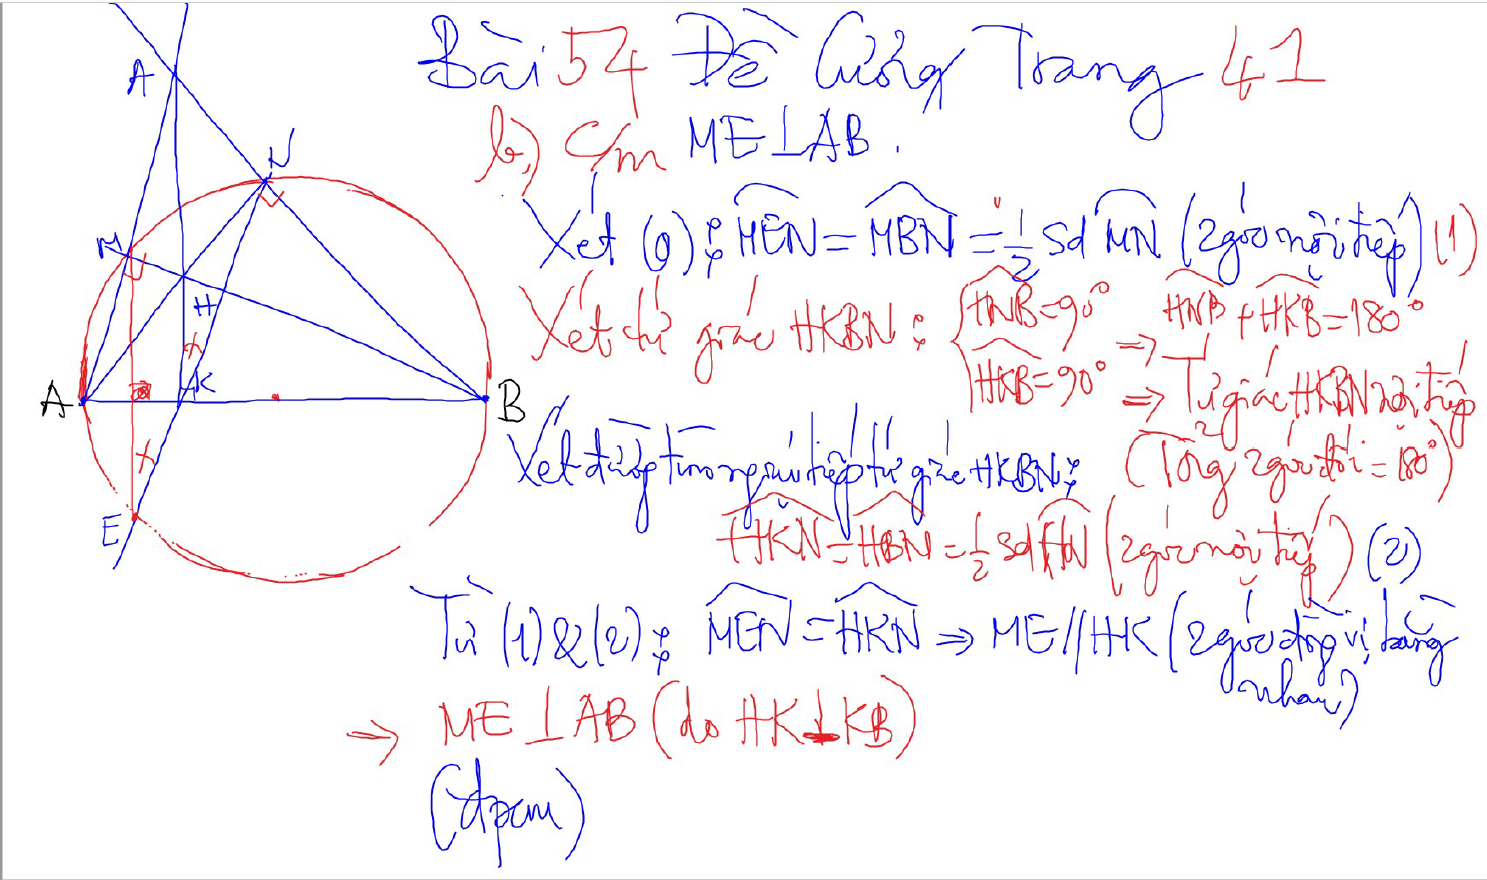 Bài 54 Đề Cương Trang 41
b) C/m ME⊥AB.
Xét (O): MEN = MBN = 1/2 Sđ MN (2 góc nội tiếp) (1)
Xét tứ giác HKBN: { HNB = 90° HKB = 90°
=> HNB + HKB = 180°
=> Tứ giác HKBN nội tiếp
(Tổng 2 góc đối = 180°)
Xét đường tròn ngoại tiếp tứ giác HKBN:
HKN = HBN = 1/2 Sđ HN (2 góc nội tiếp) (2)
Từ (1) & (2): MEN = HKN => ME // HK (2 góc đồng vị bằng
nhau)
=> ME ⊥ AB (do HK ⊥ KB)
(đpcm)
A
N
M
H
K
A
B
E